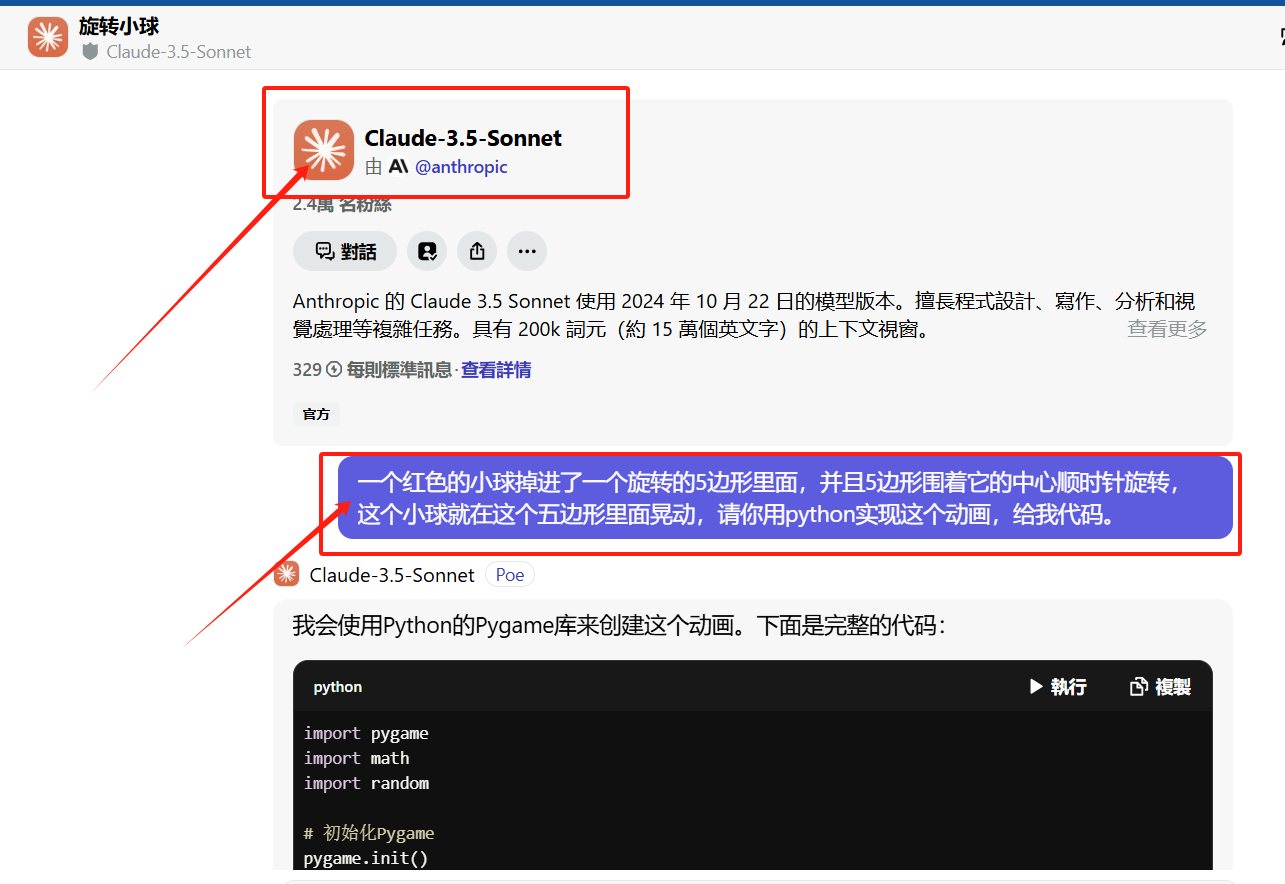 旋转小球
Claude-3.5-Sonnet
Claude-3.5-Sonnet
由 A\ @anthropic
2.4萬 名粉絲
對話
Anthropic 的 Claude 3.5 Sonnet 使用 2024 年 10 月 22 日的模型版本。擅長程式設計、寫作、分析和視
覺處理等複雜任務。具有 200k 詞元（約 15 萬個英文字）的上下文視窗。
查看更多
329 每則標準訊息·查看詳情
官方
一个红色的小球掉进了一个旋转的5边形里面，并且5边形围着它的中心顺时针旋转，
这个小球就在这个五边形里面晃动，请你用python实现这个动画，给我代码。
Claude-3.5-Sonnet Poe
我会使用Python的Pygame库来创建这个动画。下面是完整的代码：
python 執行 複製
import pygame
import math
import random
# 初始化Pygame
pygame.init()